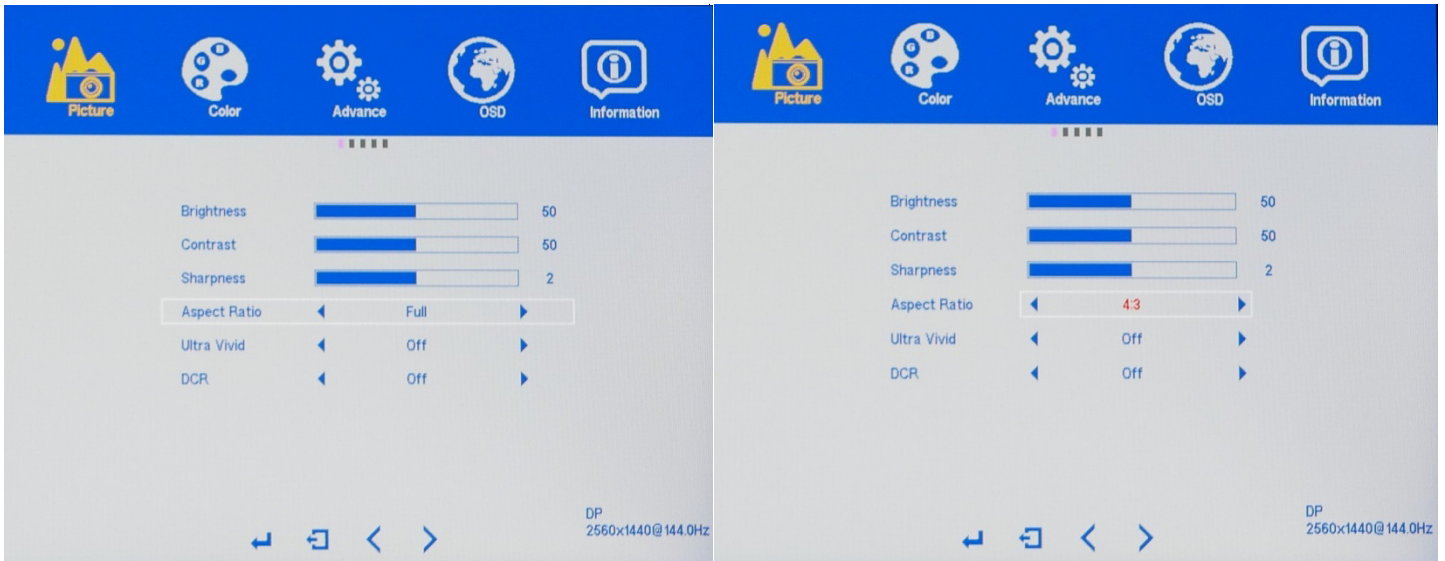 Picture Color Advance OSD Information
Brightness 50
Contrast 50
Sharpness 2
Aspect Ratio Full
Ultra Vivid Off
DCR Off
DP
2560x1440@144.0Hz
Picture Color Advance OSD Information
Brightness 50
Contrast 50
Sharpness 2
Aspect Ratio 4:3
Ultra Vivid Off
DCR Off
DP
2560x1440@144.0Hz